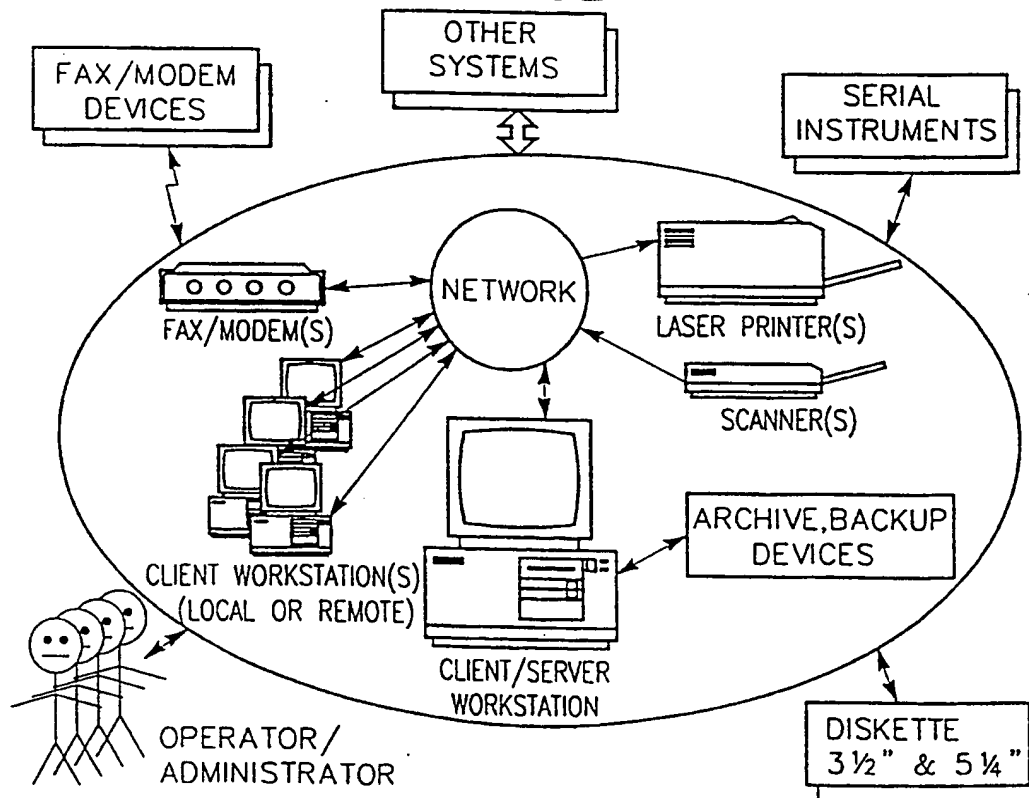 OTHER
SYSTEMS
FAX/MODEM
DEVICES
SERIAL
INSTRUMENTS
NETWORK
FAX/MODEM(S)
LASER PRINTER(S)
SCANNER(S)
ARCHIVE,BACKUP
DEVICES
CLIENT WORKSTATION(S)
(LOCAL OR REMOTE)
CLIENT/SERVER
WORKSTATION
OPERATOR/
ADMINISTRATOR
DISKETTE
3½" & 5¼"